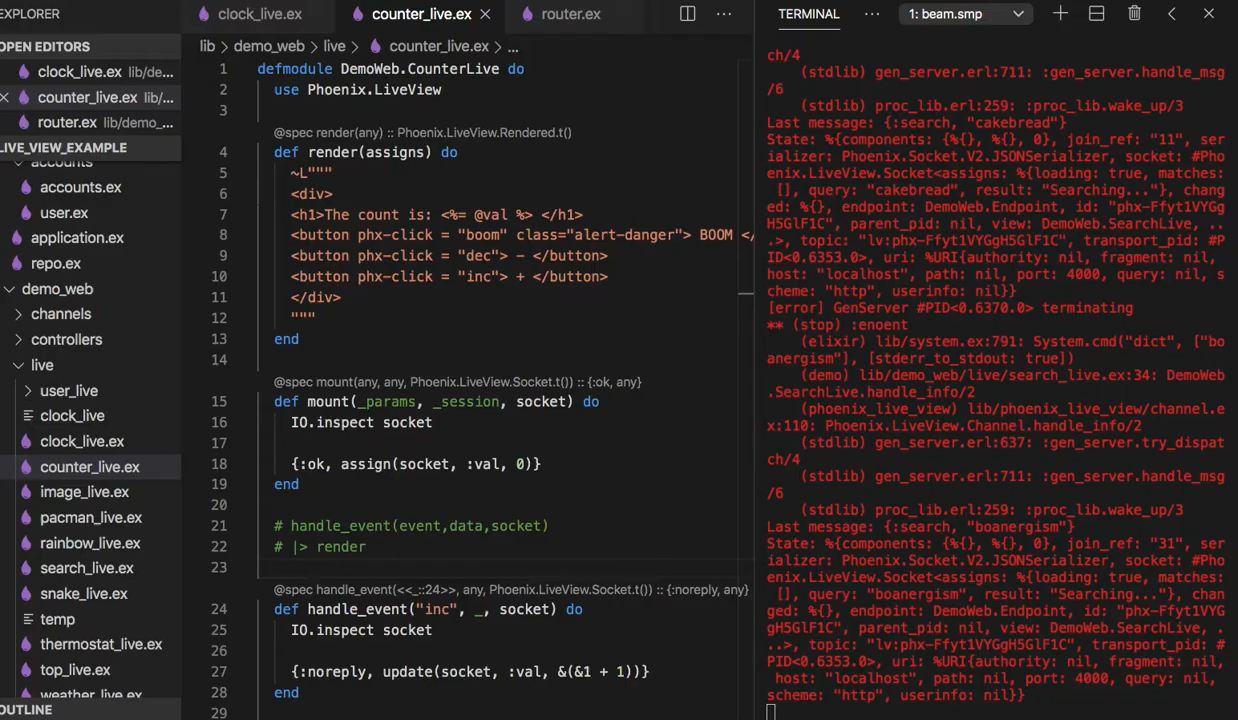 EXPLORER
OPEN EDITORS
clock_live.ex lib/de...
counter_live.ex lib/...
router.ex lib/demo_...
LIVE_VIEW_EXAMPLE
accounts
accounts.ex
user.ex
application.ex
repo.ex
demo_web
channels
controllers
live
user_live
clock_live
clock_live.ex
counter_live.ex
image_live.ex
pacman_live.ex
rainbow_live.ex
search_live.ex
snake_live.ex
temp
thermostat_live.ex
top_live.ex
weather_live.ex
OUTLINE
clock_live.ex
counter_live.ex
router.ex
lib > demo_web > live > counter_live.ex > ...
1 defmodule DemoWeb.CounterLive do
2 use Phoenix.LiveView
3
@spec render(any) :: Phoenix.LiveView.Rendered.t()
4 def render(assigns) do
5 ~L"""
6 <div>
7 <h1>The count is: <%= @val %> </h1>
8 <button phx-click = "boom" class="alert-danger"> BOOM </
9 <button phx-click = "dec"> - </button>
10 <button phx-click = "inc"> + </button>
11 </div>
12 """
13 end
14
@spec mount(any, any, Phoenix.LiveView.Socket.t()) :: {:ok, any}
15 def mount(_params, _session, socket) do
16 IO.inspect socket
17
18 {:ok, assign(socket, :val, 0)}
19 end
20
21 # handle_event(event,data,socket)
22 # |> render
23
@spec handle_event(<<_::24>>, any, Phoenix.LiveView.Socket.t()) :: {:noreply, any}
24 def handle_event("inc", _, socket) do
25 IO.inspect socket
26
27 {:noreply, update(socket, :val, &(&1 + 1))}
28 end
29
TERMINAL ... 1: beam.smp
ch/4
(stdlib) gen_server.erl:711: :gen_server.handle_msg
/6
(stdlib) proc_lib.erl:259: :proc_lib.wake_up/3
Last message: {:search, "cakebread"}
State: %{components: {%{}, %{}, 0}, join_ref: "11", ser
ializer: Phoenix.Socket.V2.JSONSerializer, socket: #Pho
enix.LiveView.Socket<assigns: %{loading: true, matches:
[], query: "cakebread", result: "Searching..."}, chang
ed: %{}, endpoint: DemoWeb.Endpoint, id: "phx-Ffyt1VYGg
H5GlF1C", parent_pid: nil, view: DemoWeb.SearchLive, ..
.>, topic: "lv:phx-Ffyt1VYGgH5GlF1C", transport_pid: #P
ID<0.6353.0>, uri: %URI{authority: nil, fragment: nil,
host: "localhost", path: nil, port: 4000, query: nil, s
cheme: "http", userinfo: nil}}
[error] GenServer #PID<0.6370.0> terminating
** (stop) :enoent
(elixir) lib/system.ex:791: System.cmd("dict", ["bo
anergism"], [stderr_to_stdout: true])
(demo) lib/demo_web/live/search_live.ex:34: DemoWeb
.SearchLive.handle_info/2
(phoenix_live_view) lib/phoenix_live_view/channel.e
x:110: Phoenix.LiveView.Channel.handle_info/2
(stdlib) gen_server.erl:637: :gen_server.try_dispat
ch/4
(stdlib) gen_server.erl:711: :gen_server.handle_msg
/6
(stdlib) proc_lib.erl:259: :proc_lib.wake_up/3
Last message: {:search, "boanergism"}
State: %{components: {%{}, %{}, 0}, join_ref: "31", ser
ializer: Phoenix.Socket.V2.JSONSerializer, socket: #Pho
enix.LiveView.Socket<assigns: %{loading: true, matches:
[], query: "boanergism", result: "Searching..."}, chan
ged: %{}, endpoint: DemoWeb.Endpoint, id: "phx-Ffyt1VYG
gH5GlF1C", parent_pid: nil, view: DemoWeb.SearchLive, .
..>, topic: "lv:phx-Ffyt1VYGgH5GlF1C", transport_pid: #
PID<0.6353.0>, uri: %URI{authority: nil, fragment: nil,
host: "localhost", path: nil, port: 4000, query: nil,
scheme: "http", userinfo: nil}}